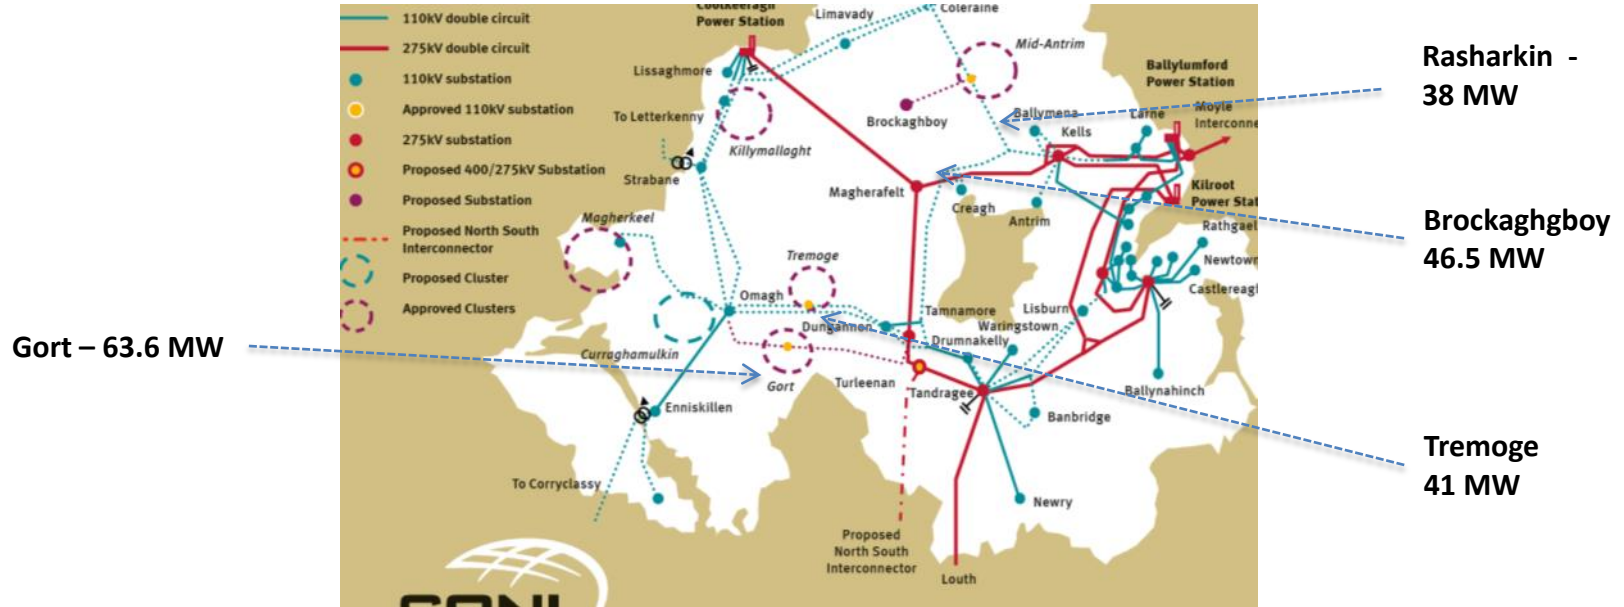 110kV double circuit
275kV double circuit
110kV substation
Approved 110kV substation
275kV substation
Proposed 400/275kV Substation
Proposed Substation
Proposed North South
Interconnector
Proposed Cluster
Approved Clusters
Power Station
Limavady
Coleraine
Lissaghmore
Mid-Antrim
Ballylumford
Power Station
Moyle
To Letterkenny
Killymallaght
Brockaghboy
Ballymena
Kells
Larne
Strabane
Magherafelt
Creagh
Antrim
Kilroot
Magherkeel
Tremoge
Omagh
Dungannon
Tamnamore
Lisburn
Waringstown
Drumnakelly
Curraghamulkin
Gort
Turleenan
Tandragee
Ballynahinch
Enniskillen
Banbridge
To Corryclassy
Newry
Proposed
North South
Interconnector
Louth
Gort – 63.6 MW
Rasharkin -
38 MW
Brockaghgboy
46.5 MW
Tremoge
41 MW